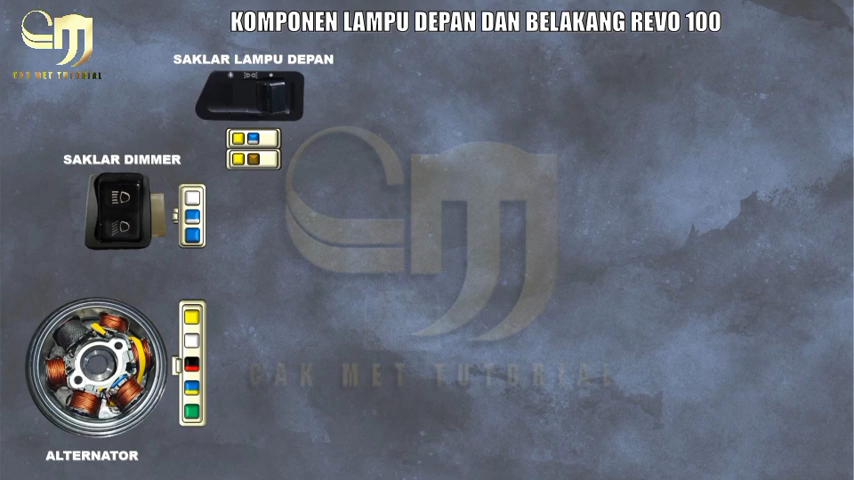 KOMPONEN LAMPU DEPAN DAN BELAKANG REVO 100
CAK MET TUTORIAL
SAKLAR LAMPU DEPAN
SAKLAR DIMMER
CAK MET TUTORIAL
ALTERNATOR